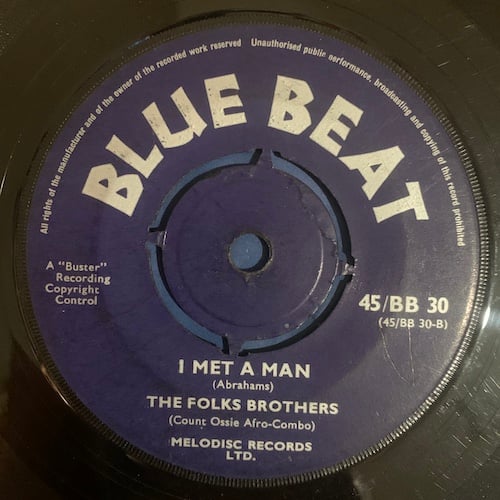 All rights of the manufacturer and of the owner of the recorded work reserved Unauthorised public performance, broadcasting and copying of this record prohibited
BLUE BEAT
A "Buster"
Recording
Copyright
Control
45/BB 30
(45/BB 30-B)
I MET A MAN
(Abrahams)
THE FOLKS BROTHERS
(Count Ossie Afro-Combo)
MELODISC RECORDS
LTD.